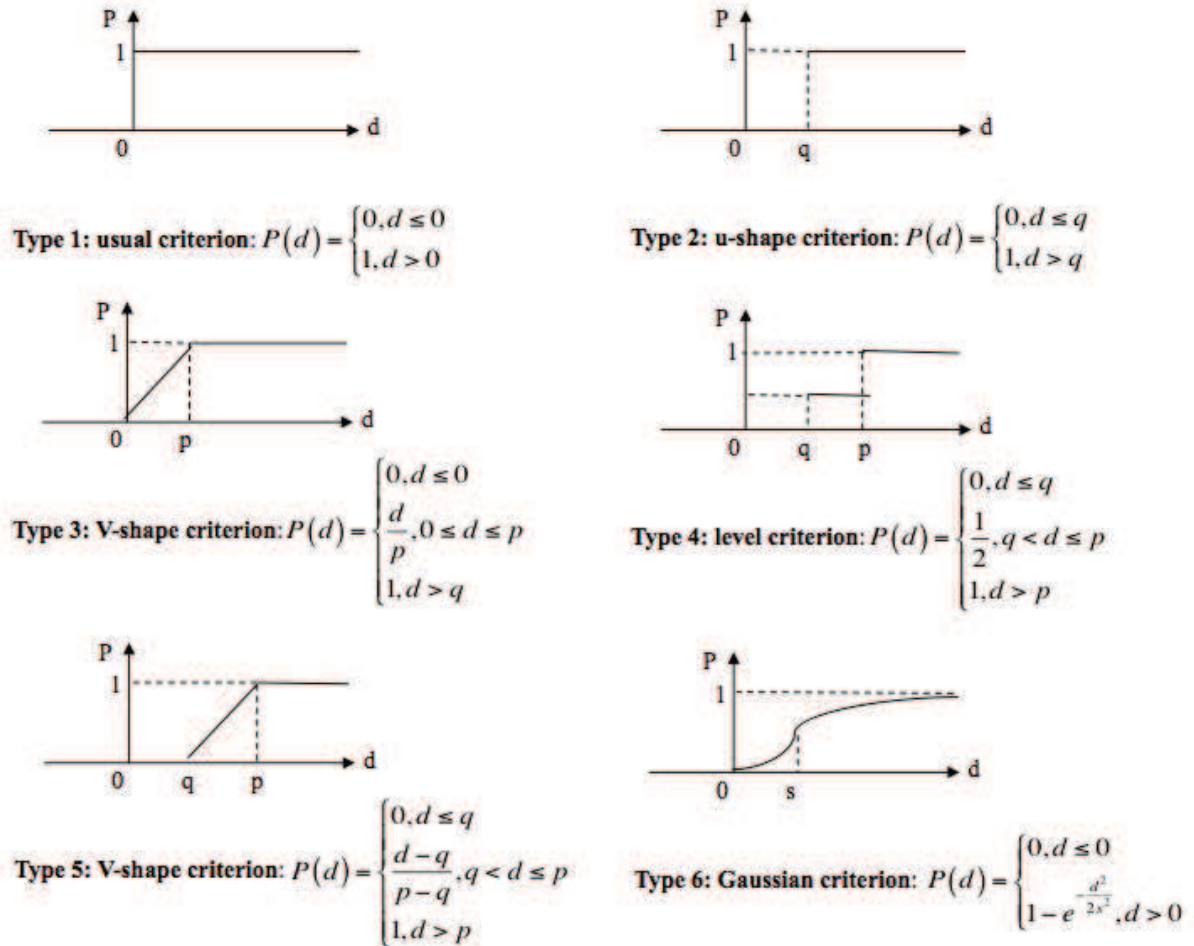 P
1
0
d
P
1
0
q
d
Type 1: usual criterion: P(d) = {0, d ≤ 0
1, d > 0
Type 2: u-shape criterion: P(d) = {0, d ≤ q
1, d > q
P
1
0
p
d
P
1
0
q
p
d
Type 3: V-shape criterion: P(d) = {0, d ≤ 0
d/p, 0 ≤ d ≤ p
1, d > q
Type 4: level criterion: P(d) = {0, d ≤ q
1/2, q < d ≤ p
1, d > p
P
1
0
q
p
d
P
1
0
s
d
Type 5: V-shape criterion: P(d) = {0, d ≤ q
d − q/p − q, q < d ≤ p
1, d > p
Type 6: Gaussian criterion: P(d) = {0, d ≤ 0
1 − e^(−d²/2s²), d > 0